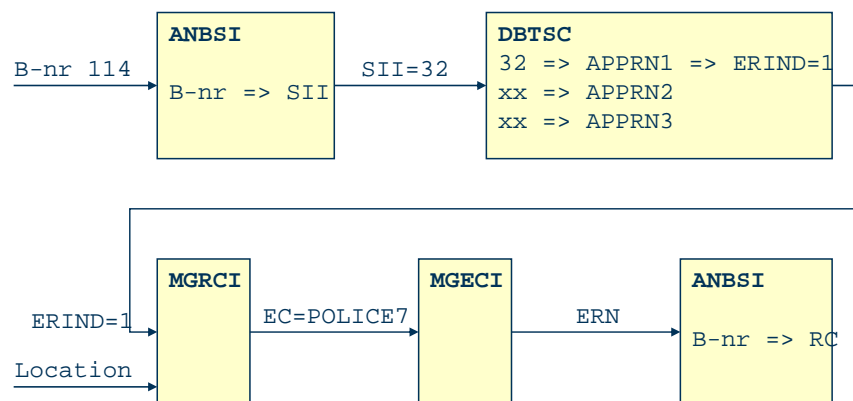 ANBSI
DBTSC
B-nr 114
SII=32
32 => APPRN1 => ERIND=1
B-nr => SII
xx => APPRN2
xx => APPRN3
MGRCI
MGECI
ANBSI
ERIND=1
EC=POLICE7
ERN
B-nr => RC
Location